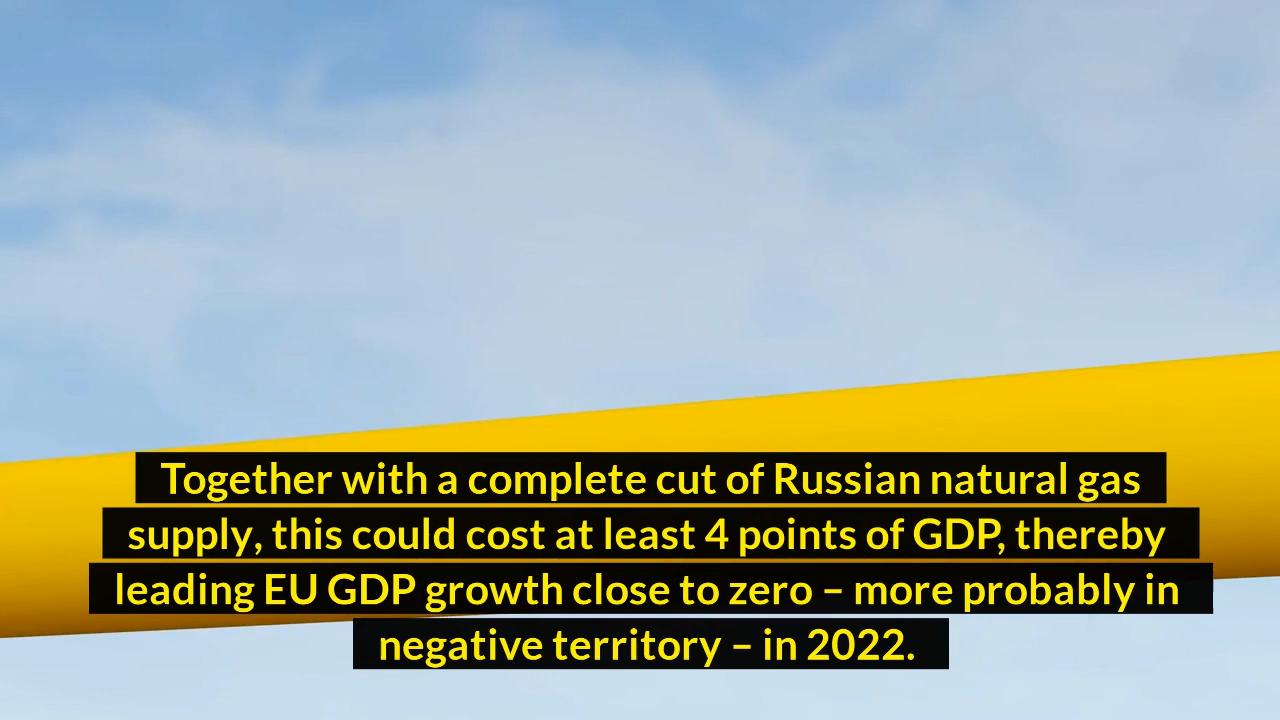 Together with a complete cut of Russian natural gas
supply, this could cost at least 4 points of GDP, thereby
leading EU GDP growth close to zero – more probably in
negative territory – in 2022.